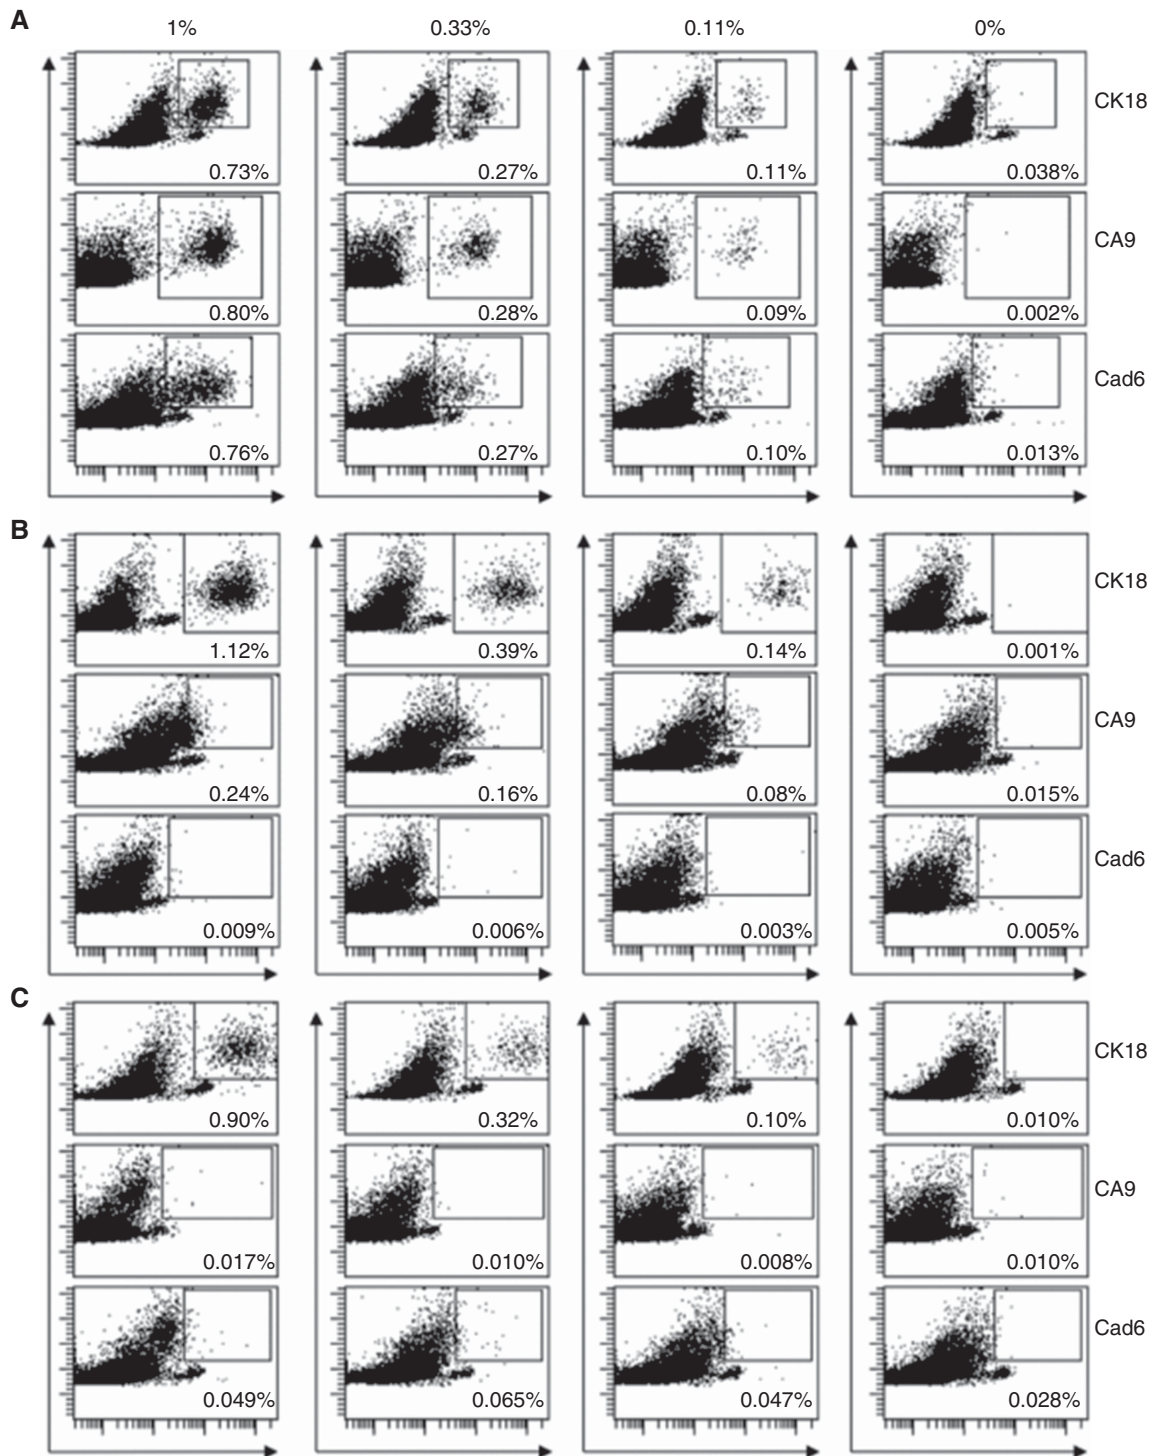 A
1% 0.33% 0.11% 0%
CK18
0.73% 0.27% 0.11% 0.038%
CA9
0.80% 0.28% 0.09% 0.002%
Cad6
0.76% 0.27% 0.10% 0.013%
B
CK18
1.12% 0.39% 0.14% 0.001%
CA9
0.24% 0.16% 0.08% 0.015%
Cad6
0.009% 0.006% 0.003% 0.005%
C
CK18
0.90% 0.32% 0.10% 0.010%
CA9
0.017% 0.010% 0.008% 0.010%
Cad6
0.049% 0.065% 0.047% 0.028%